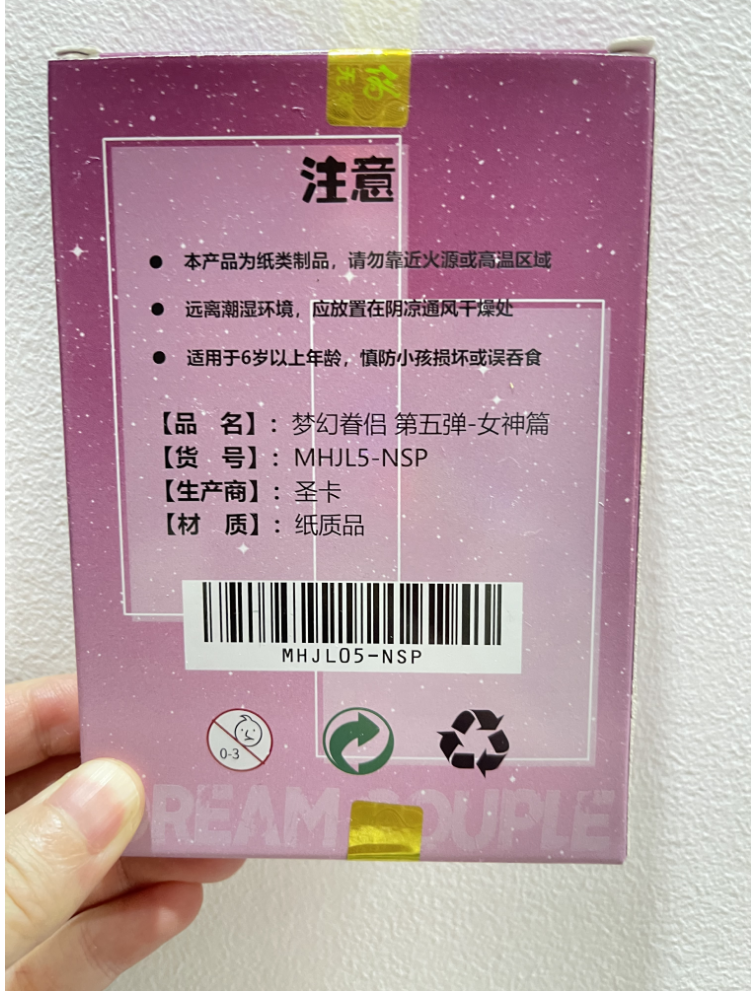 注意
● 本产品为纸类制品，请勿靠近火源或高温区域
● 远离潮湿环境，应放置在阴凉通风干燥处
● 适用于6岁以上年龄，慎防小孩损坏或误吞食
【品 名】：梦幻眷侣 第五弹-女神篇
【货 号】：MHJL5-NSP
【生产商】：圣卡
【材 质】：纸质品
MHJL05-NSP
0-3
DREAM COUPLE